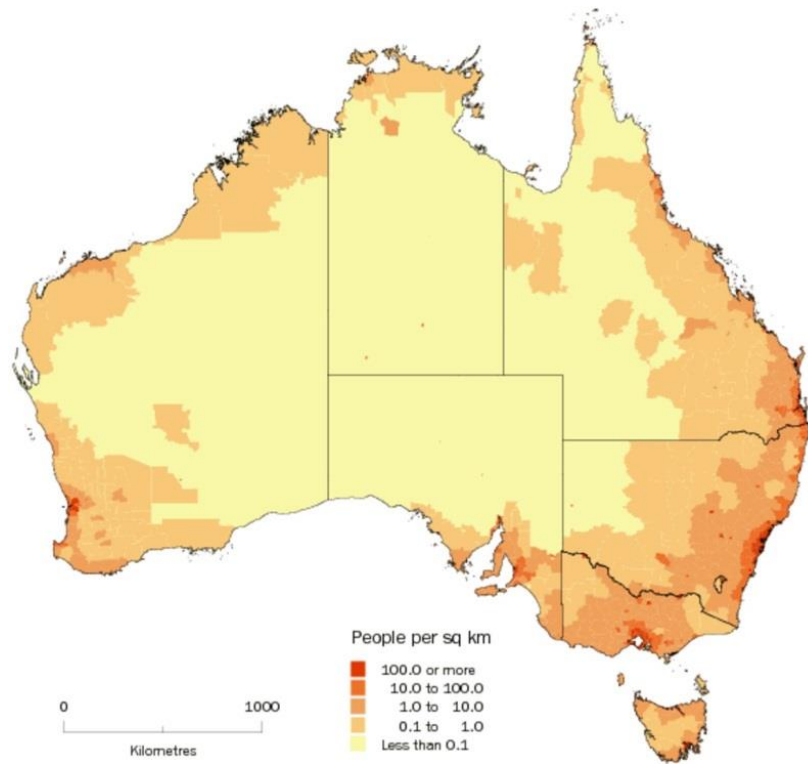 People per sq km
100.0 or more
10.0 to 100.0
1.0 to 10.0
0.1 to 1.0
Less than 0.1
0 1000
Kilometres